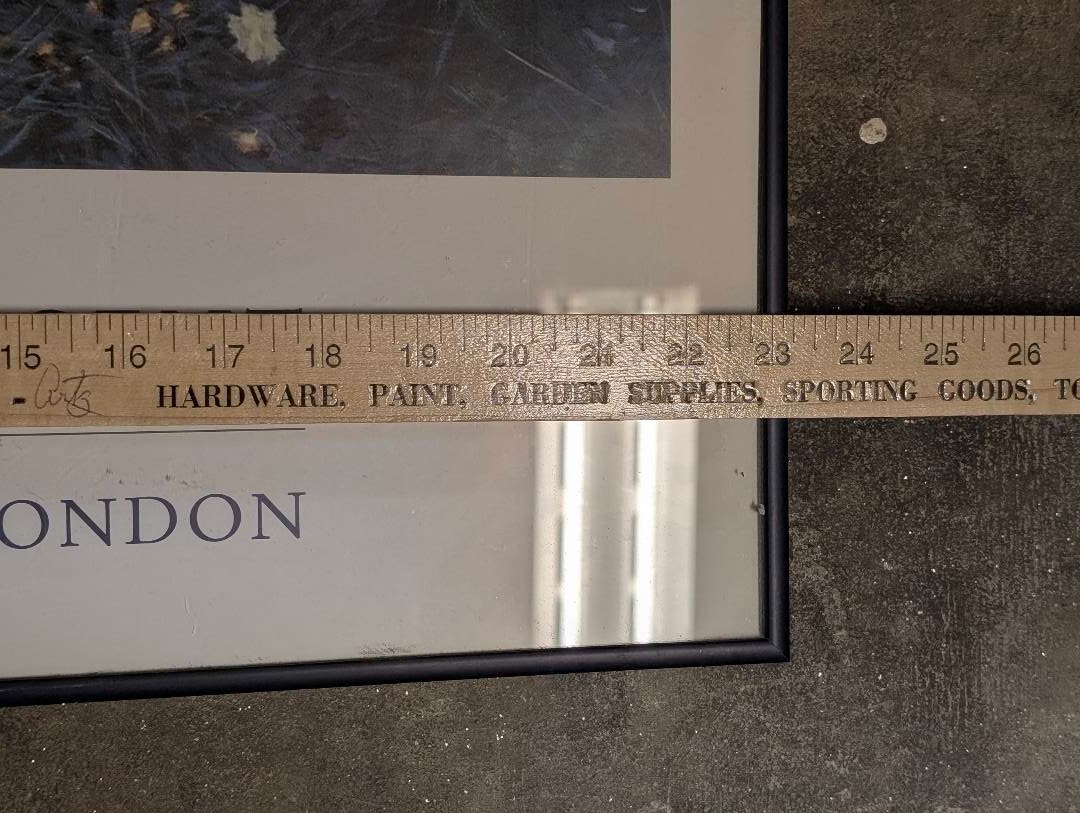 15 16 17 18 19 20 21 22 23 24 25 26
HARDWARE, PAINT, GARDEN SUPPLIES, SPORTING GOODS, TO
ONDON